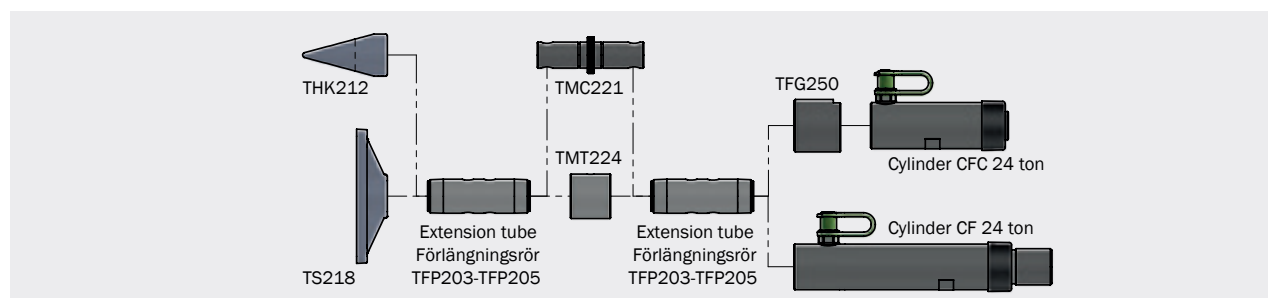 THK212
TMC221
TFG250
Cylinder CFC 24 ton
TMT224
TS218
Extension tube
Förlängningsrör
TFP203-TFP205
Extension tube
Förlängningsrör
TFP203-TFP205
Cylinder CF 24 ton